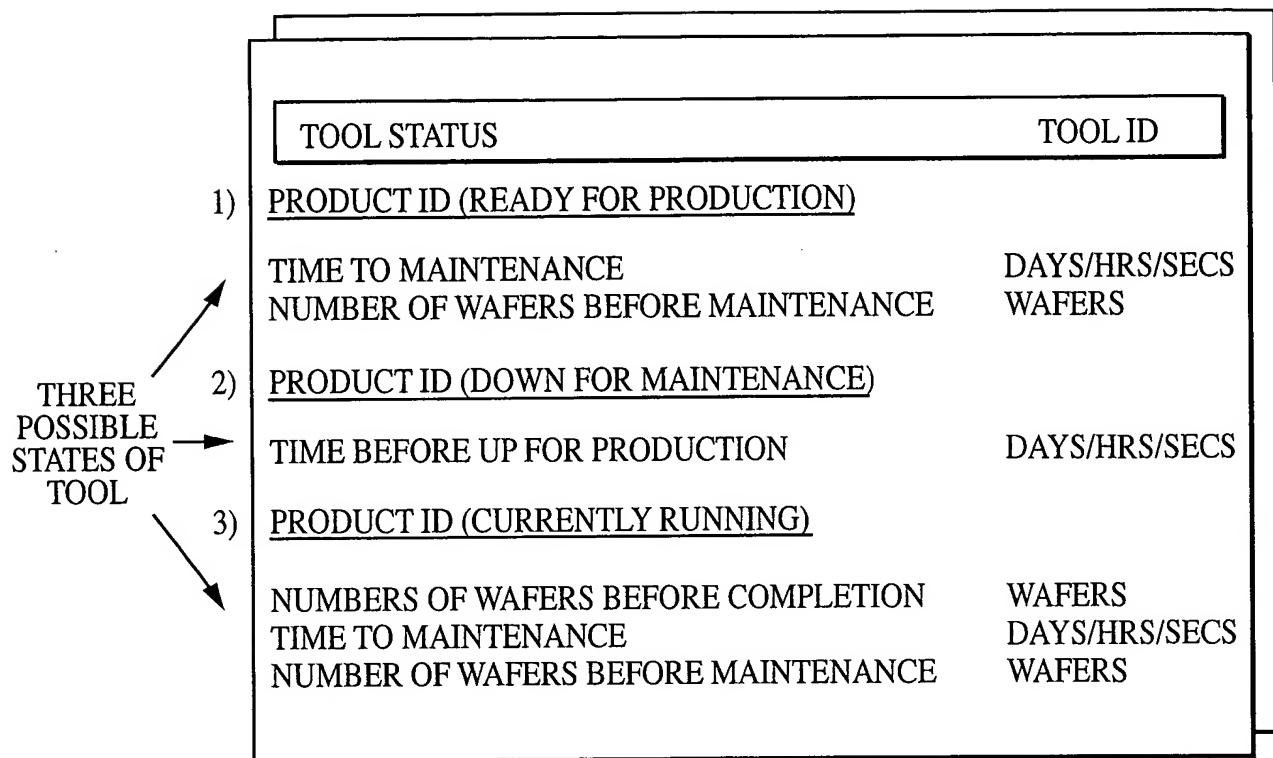 TOOL STATUS TOOL ID
1) PRODUCT ID (READY FOR PRODUCTION)
TIME TO MAINTENANCE DAYS/HRS/SECS
NUMBER OF WAFERS BEFORE MAINTENANCE WAFERS
2) PRODUCT ID (DOWN FOR MAINTENANCE)
TIME BEFORE UP FOR PRODUCTION DAYS/HRS/SECS
3) PRODUCT ID (CURRENTLY RUNNING)
NUMBERS OF WAFERS BEFORE COMPLETION WAFERS
TIME TO MAINTENANCE DAYS/HRS/SECS
NUMBER OF WAFERS BEFORE MAINTENANCE WAFERS
THREE
POSSIBLE
STATES OF
TOOL